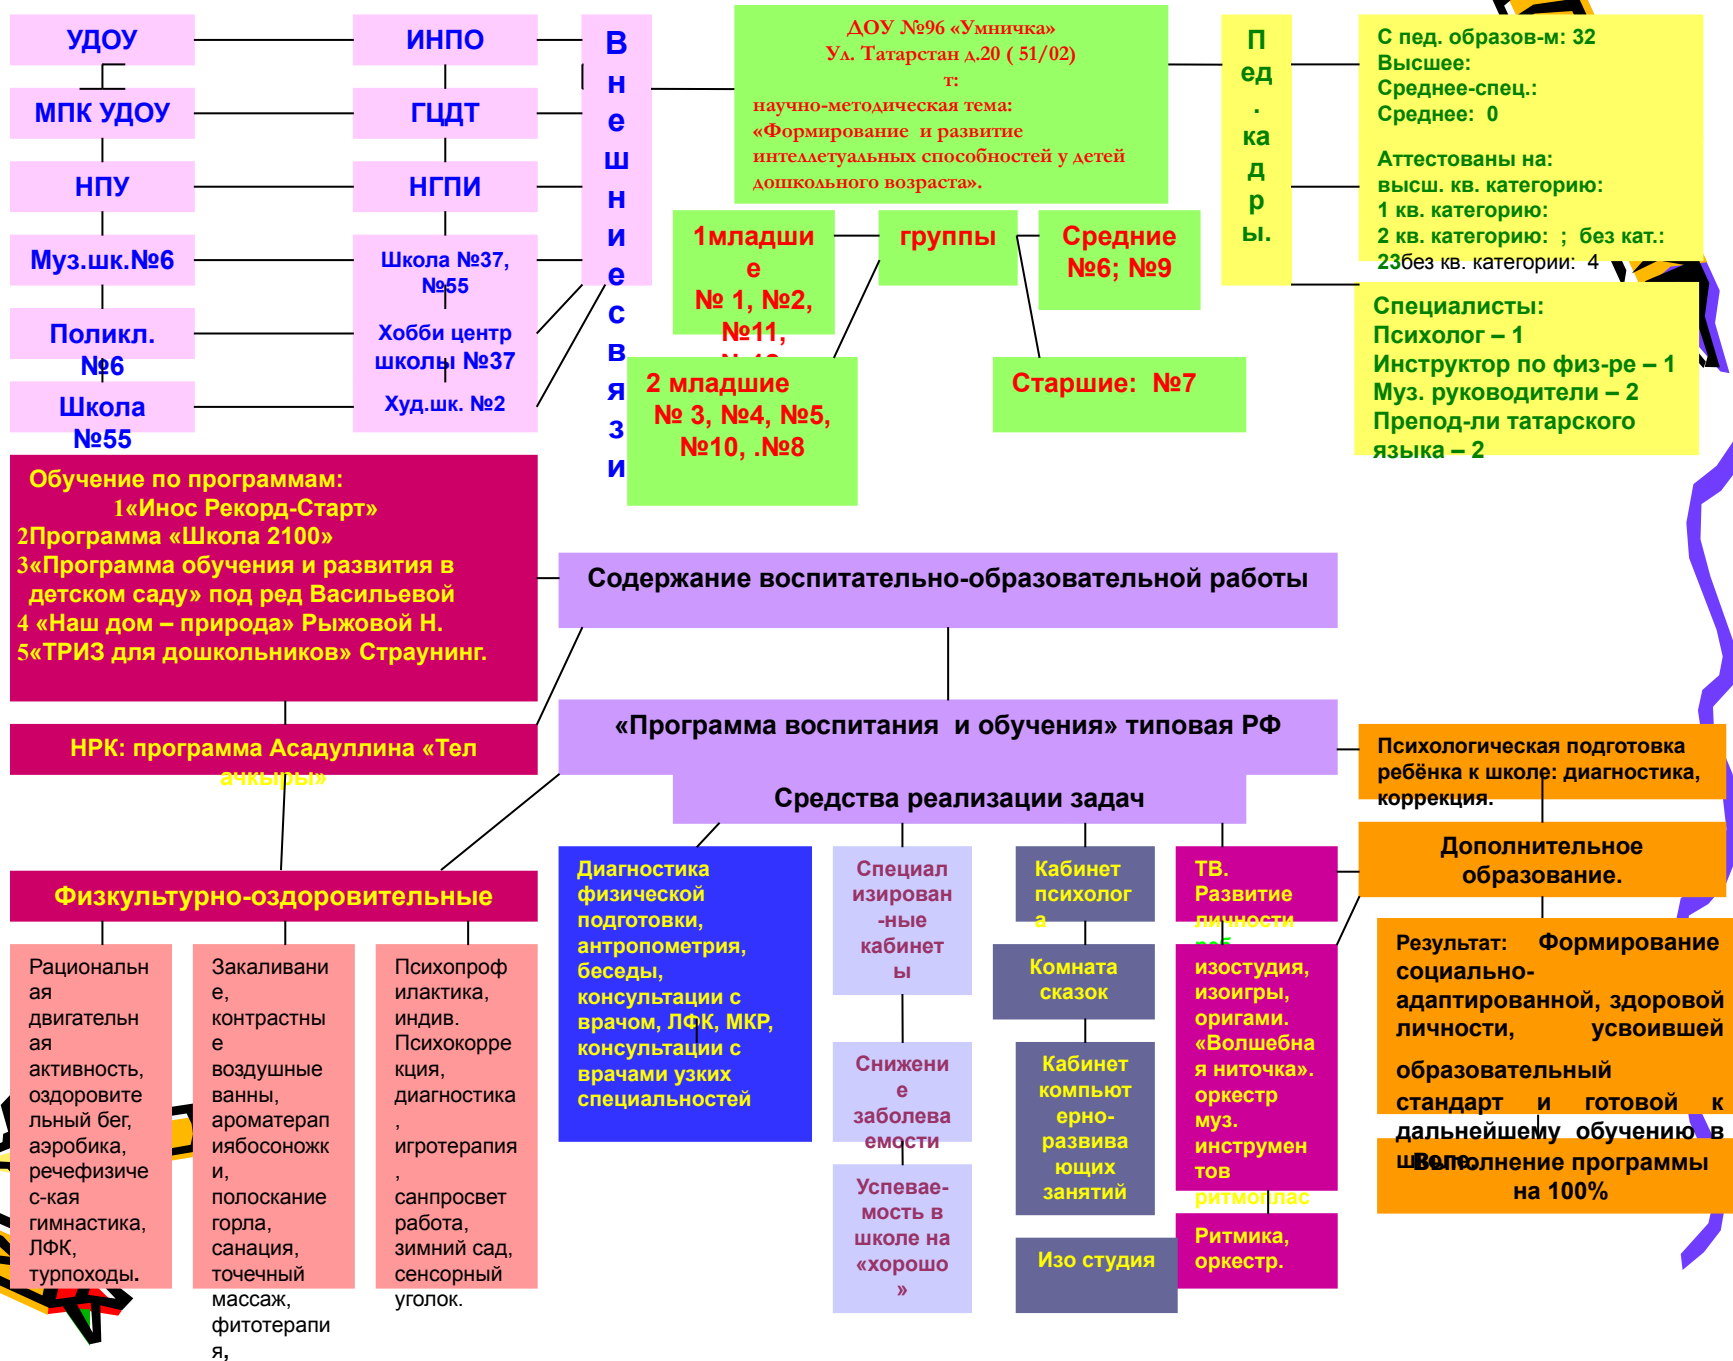 УДОУ
ИНПО
МПК УДОУ
ГЦДТ
НПУ
НГПИ
Муз.шк.№6
Школа №37,
№55
Поликл.
№6
Хобби центр
школы №37
Школа
№55
Худ.шк. №2
В
н
е
ш
н
и
е
с
в
я
з
и
ДОУ №96 «Умничка»
Ул. Татарстан д.20 ( 51/02)
т:
научно-методическая тема:
«Формирование и развитие
интеллетуальных способностей у детей
дошкольного возраста».
1младши
е
№ 1, №2,
№11,
группы
Средние
№6; №9
2 младшие
№ 3, №4, №5,
№10, .№8
Старшие: №7
П
ед
.
ка
д
р
ы.
С пед. образов-м: 32
Высшее:
Среднее-спец.:
Среднее: 0
Аттестованы на:
высш. кв. категорию:
1 кв. категорию:
2 кв. категорию: ; без кат.:
23без кв. категории: 4
Специалисты:
Психолог – 1
Инструктор по физ-ре – 1
Муз. руководители – 2
Препод-ли татарского
языка – 2
Обучение по программам:
1«Инос Рекорд-Старт»
2Программа «Школа 2100»
3«Программа обучения и развития в
детском саду» под ред Васильевой
4 «Наш дом – природа» Рыжовой Н.
5«ТРИЗ для дошкольников» Страунинг.
НРК: программа Асадуллина «Тел
ачкыры»
Содержание воспитательно-образовательной работы
«Программа воспитания и обучения» типовая РФ
Средства реализации задач
Физкультурно-оздоровительные
Рациональн
ая
двигательн
ая
активность,
оздоровите
льный бег,
аэробика,
речефизиче
с-кая
гимнастика,
ЛФК,
турпоходы.
Закаливани
е,
контрастны
е
воздушные
ванны,
ароматерап
иябосоножк
и,
полоскание
горла,
санация,
точечный
массаж,
фитотерапи
я,
Психопроф
илактика,
индив.
Психокорре
кция,
диагностика
,
игротерапия
,
санпросвет
работа,
зимний сад,
сенсорный
уголок.
Диагностика
физической
подготовки,
антропометрия,
беседы,
консультации с
врачом, ЛФК, МКР,
консультации с
врачами узких
специальностей
Специал
изирован
-ные
кабинет
ы
Снижени
е
заболева
емости
Успевае-
мость в
школе на
«хорошо
»
Кабинет
психолог
а
Комната
сказок
Кабинет
компьют
ерно-
развива
ющих
занятий
Изо студия
ТВ.
Развитие
личности
изостудия,
изоигры,
оригами.
«Волшебна
я ниточка».
оркестр
муз.
инструмен
тов
ритмоплас
Ритмика,
оркестр.
Психологическая подготовка
ребёнка к школе: диагностика,
коррекция.
Дополнительное
образование.
Результат: Формирование
социально-
адаптированной, здоровой
личности, усвоившей
образовательный
стандарт и готовой к
дальнейшему обучению в
школе.
Выполнение программы
на 100%